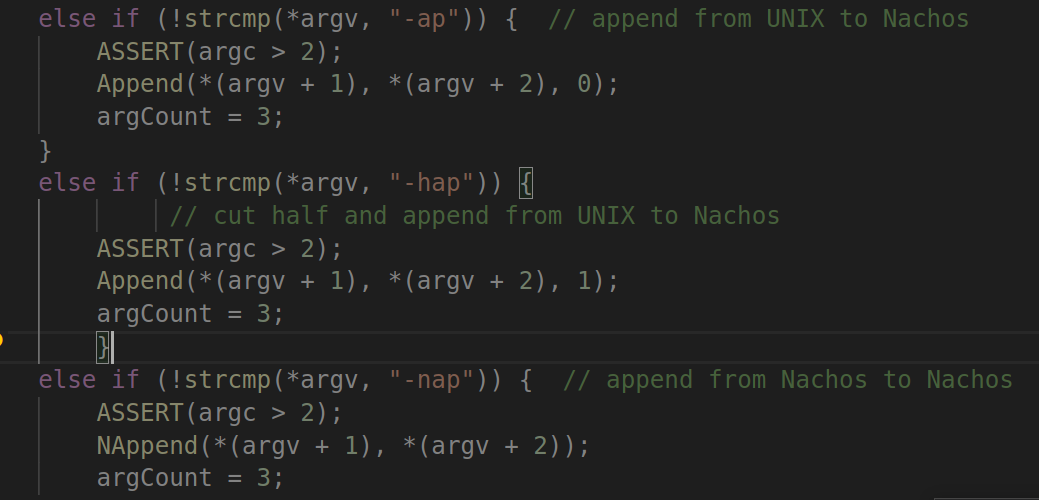 else if (!strcmp(*argv, "-ap")) {  // append from UNIX to Nachos
    ASSERT(argc > 2);
    Append(*(argv + 1), *(argv + 2), 0);
    argCount = 3;
}
else if (!strcmp(*argv, "-hap")) {
         // cut half and append from UNIX to Nachos
    ASSERT(argc > 2);
    Append(*(argv + 1), *(argv + 2), 1);
    argCount = 3;
    }
else if (!strcmp(*argv, "-nap")) {  // append from Nachos to Nachos
    ASSERT(argc > 2);
    NAppend(*(argv + 1), *(argv + 2));
    argCount = 3;